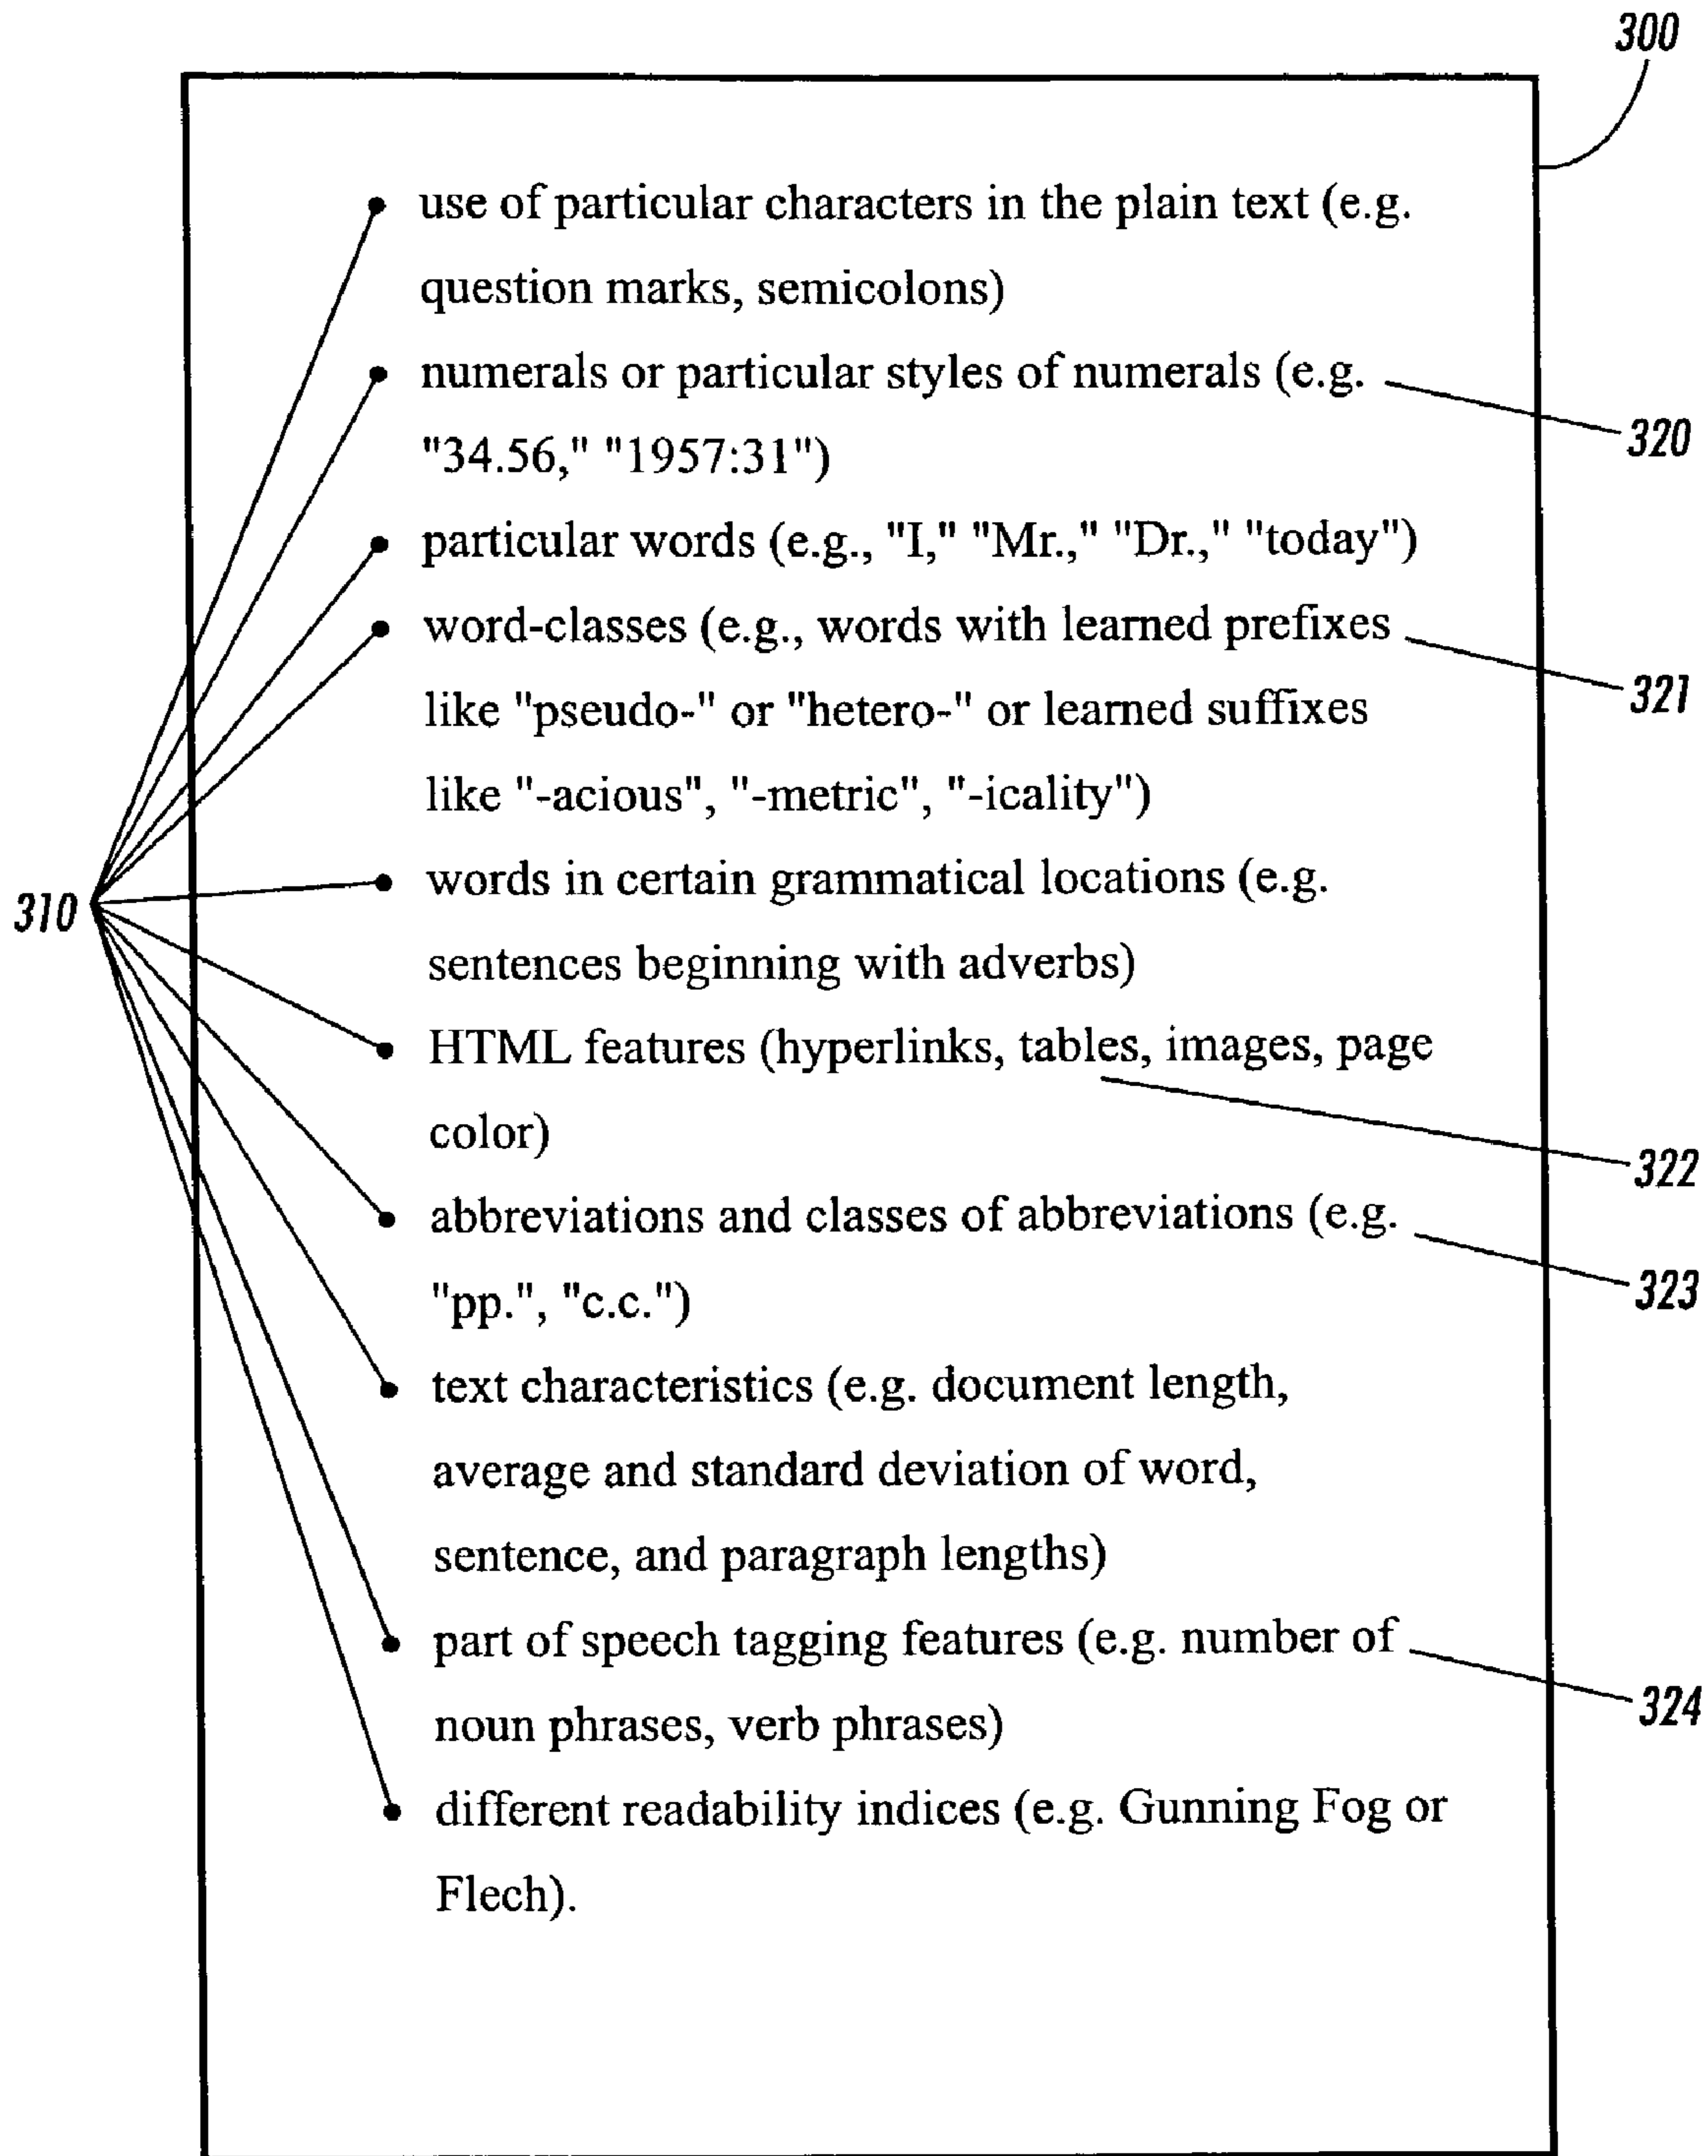 300
• use of particular characters in the plain text (e.g.
question marks, semicolons)
• numerals or particular styles of numerals (e.g.
320
"34.56," "1957:31")
• particular words (e.g., "I," "Mr.," "Dr.," "today")
• word-classes (e.g., words with learned prefixes
321
like "pseudo-" or "hetero-" or learned suffixes
like "-acious", "-metric", "-icality")
• words in certain grammatical locations (e.g.
310
sentences beginning with adverbs)
• HTML features (hyperlinks, tables, images, page
color)
322
• abbreviations and classes of abbreviations (e.g.
323
"pp.", "c.c.")
• text characteristics (e.g. document length,
average and standard deviation of word,
sentence, and paragraph lengths)
• part of speech tagging features (e.g. number of
324
noun phrases, verb phrases)
• different readability indices (e.g. Gunning Fog or
Flech).